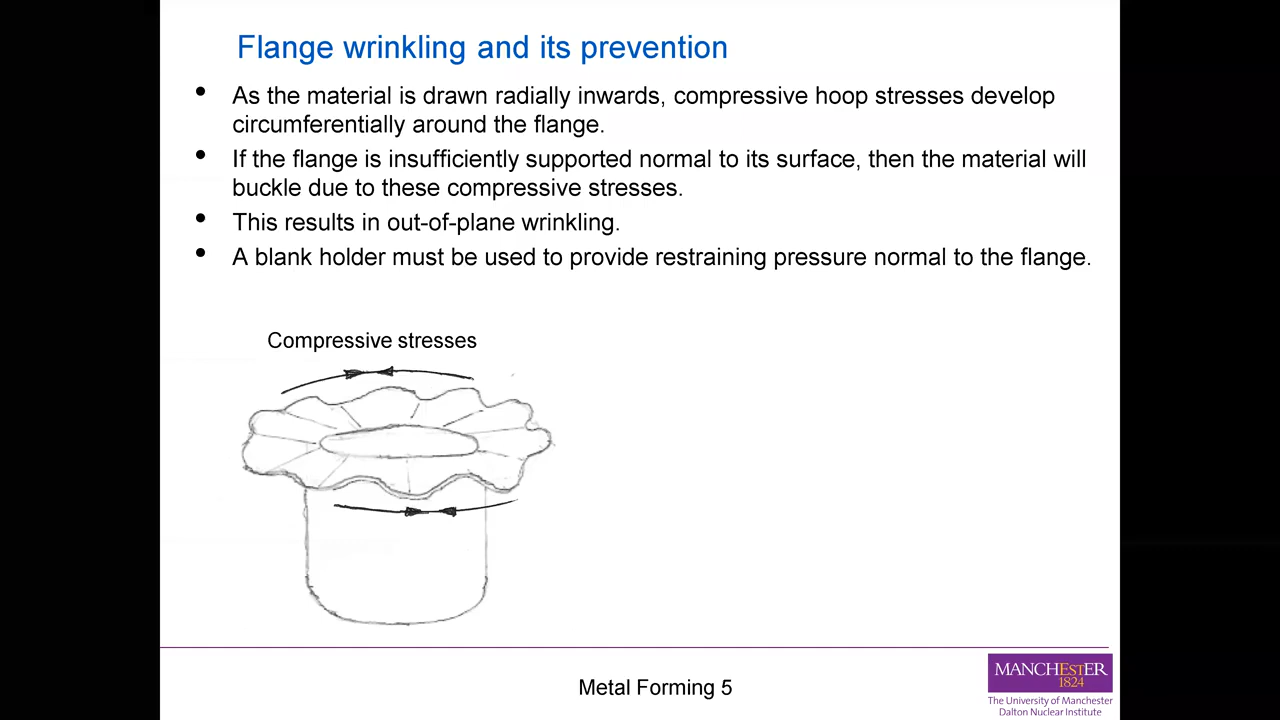 Flange wrinkling and its prevention
• As the material is drawn radially inwards, compressive hoop stresses develop
circumferentially around the flange.
• If the flange is insufficiently supported normal to its surface, then the material will
buckle due to these compressive stresses.
• This results in out-of-plane wrinkling.
• A blank holder must be used to provide restraining pressure normal to the flange.
Compressive stresses
Metal Forming 5
MANCHESTER
1824
The University of Manchester
Dalton Nuclear Institute